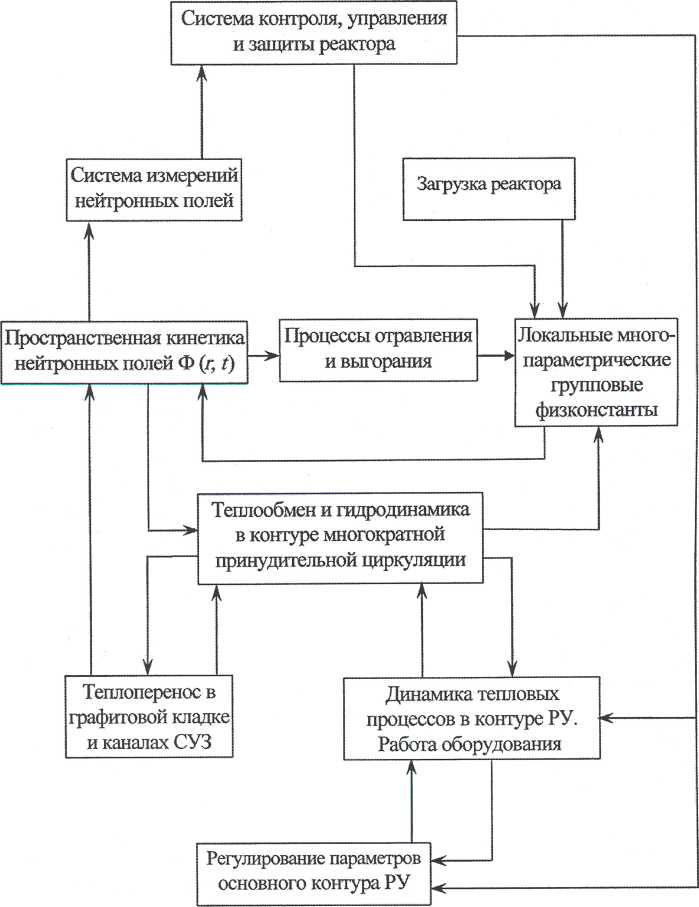 Система контроля, управления
и защиты реактора
Система измерений
нейтронных полей
Загрузка реактора
Пространственная кинетика
нейтронных полей Ф (r, t)
Процессы отравления
и выгорания
Локальные много-
параметрические
групповые
физконстанты
Теплообмен и гидродинамика
в контуре многократной
принудительной циркуляции
Теплоперенос в
графитовой кладке
и каналах СУЗ
Динамика тепловых
процессов в контуре РУ.
Работа оборудования
Регулирование параметров
основного контура РУ